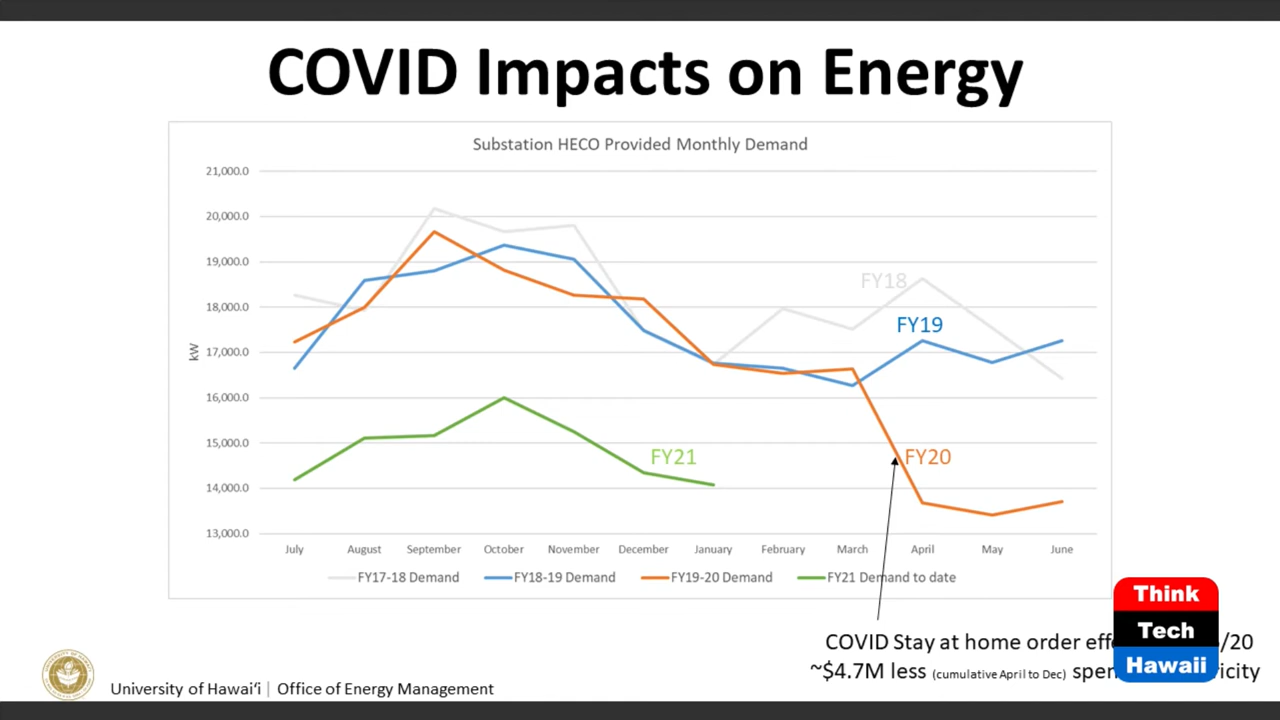 COVID Impacts on Energy
Substation HECO Provided Monthly Demand
21,000.0
20,000.0
19,000.0
18,000.0
17,000.0
16,000.0
15,000.0
14,000.0
13,000.0
kW
FY18
FY19
FY21
FY20
July August September October November December January February March April May June
FY17-18 Demand FY18-19 Demand FY19-20 Demand FY21 Demand to date
COVID Stay at home order /20
~$4.7M less (cumulative April to Dec)
Think
Tech
Hawaii
University of Hawai‘i | Office of Energy Management